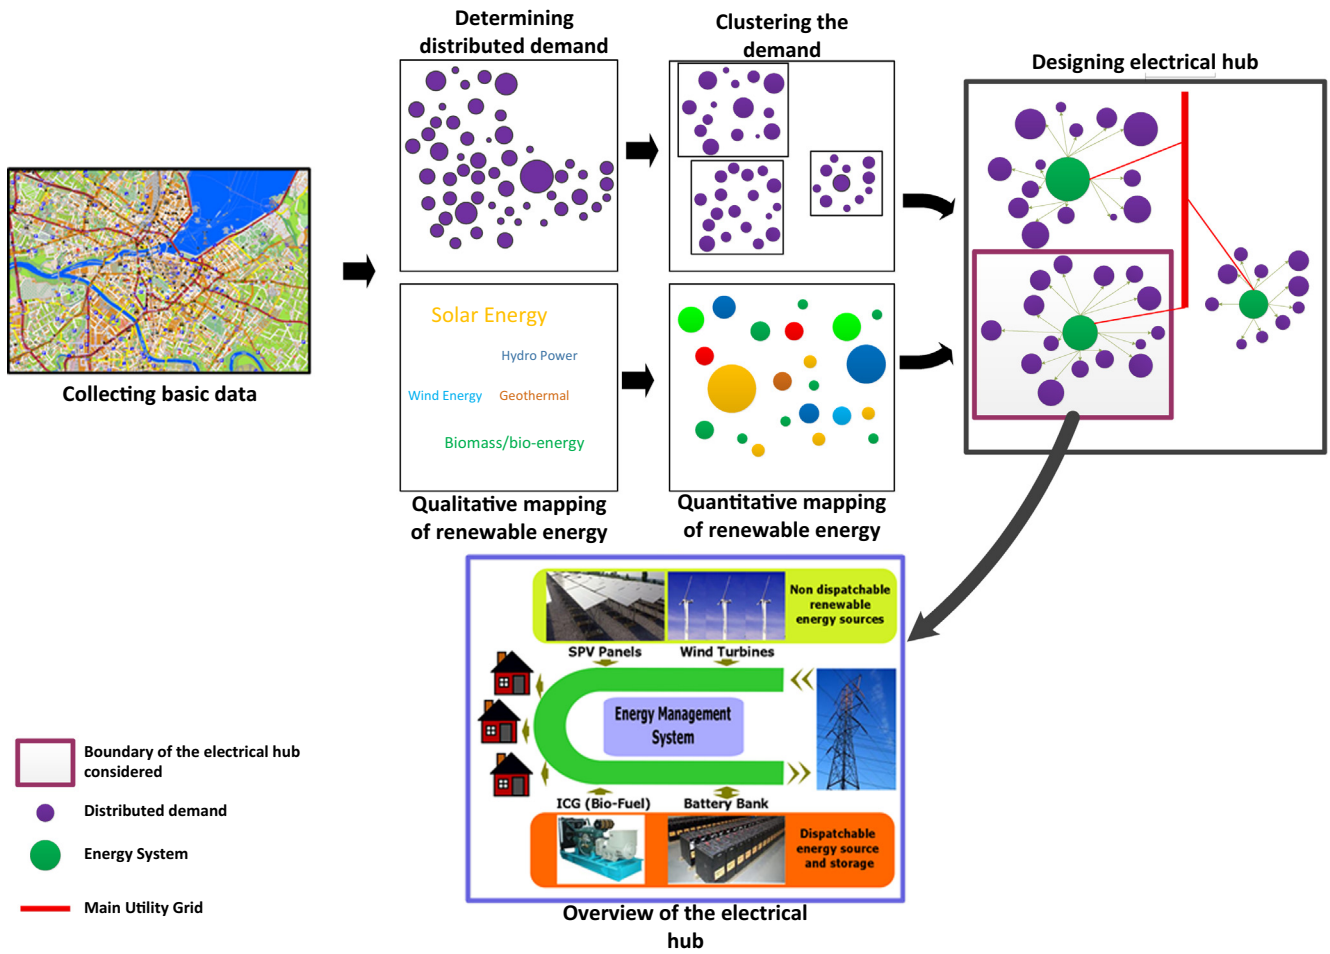 Determining
distributed demand
Clustering the
demand
Designing electrical hub
Collecting basic data
Solar Energy
Hydro Power
Wind Energy
Geothermal
Biomass/bio-energy
Qualitative mapping
of renewable energy
Quantitative mapping
of renewable energy
Non dispatchable
renewable
energy sources
SPV Panels
Wind Turbines
Energy Management
System
ICG (Bio-Fuel)
Battery Bank
Dispatchable
energy source
and storage
Overview of the electrical
hub
Boundary of the electrical hub
considered
Distributed demand
Energy System
Main Utility Grid